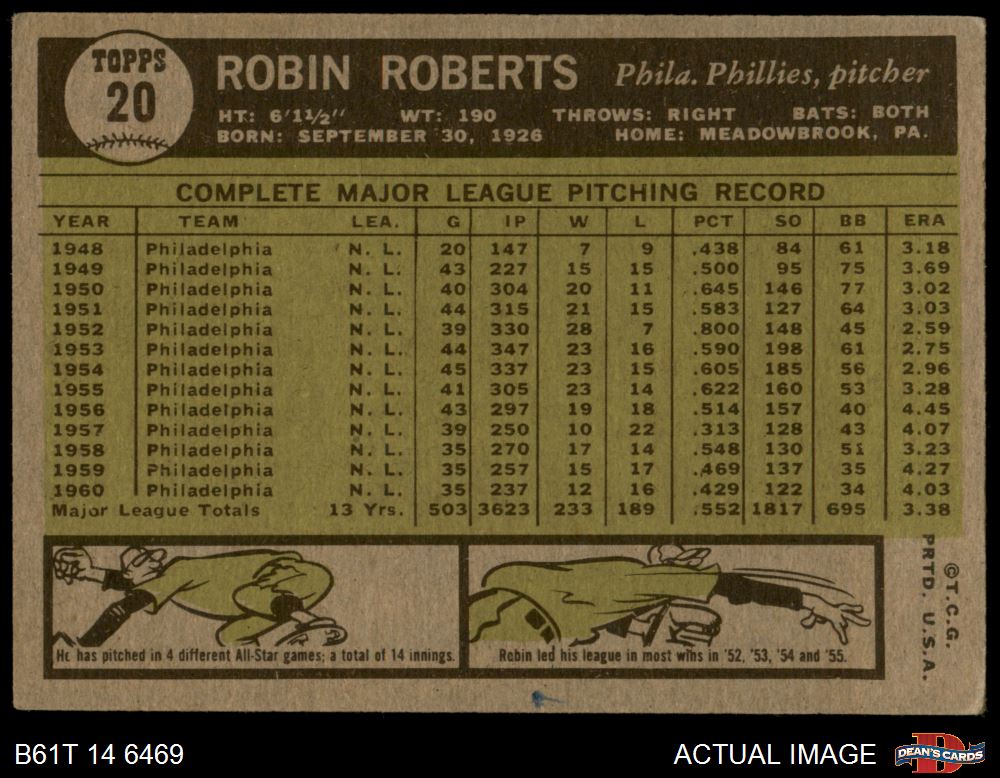 TOPPS
20
ROBIN ROBERTS Phila. Phillies, pitcher
HT: 6'1½" WT: 190 THROWS: RIGHT BATS: BOTH
BORN: SEPTEMBER 30, 1926 HOME: MEADOWBROOK, PA.
COMPLETE MAJOR LEAGUE PITCHING RECORD
YEAR TEAM LEA. G IP W L PCT SO BB ERA
1948 Philadelphia N. L. 20 147 7 9 .438 84 61 3.18
1949 Philadelphia N. L. 43 227 15 15 .500 95 75 3.69
1950 Philadelphia N. L. 40 304 20 11 .645 146 77 3.02
1951 Philadelphia N. L. 44 315 21 15 .583 127 64 3.03
1952 Philadelphia N. L. 39 330 28 7 .800 148 45 2.59
1953 Philadelphia N. L. 44 347 23 16 .590 198 61 2.75
1954 Philadelphia N. L. 45 337 23 15 .605 185 56 2.96
1955 Philadelphia N. L. 41 305 23 14 .622 160 53 3.28
1956 Philadelphia N. L. 43 297 19 18 .514 157 40 4.45
1957 Philadelphia N. L. 39 250 10 22 .313 128 43 4.07
1958 Philadelphia N. L. 35 270 17 14 .548 130 51 3.23
1959 Philadelphia N. L. 35 257 15 17 .469 137 35 4.27
1960 Philadelphia N. L. 35 237 12 16 .429 122 34 4.03
Major League Totals 13 Yrs. 503 3623 233 189 .552 1817 695 3.38
He has pitched in 4 different All-Star games; a total of 14 innings.
Robin led his league in most wins in '52, '53, '54 and '55.
©T.C.G.
PRTD. U.S.A.
B61T 14 6469
ACTUAL IMAGE
DEAN'S CARDS